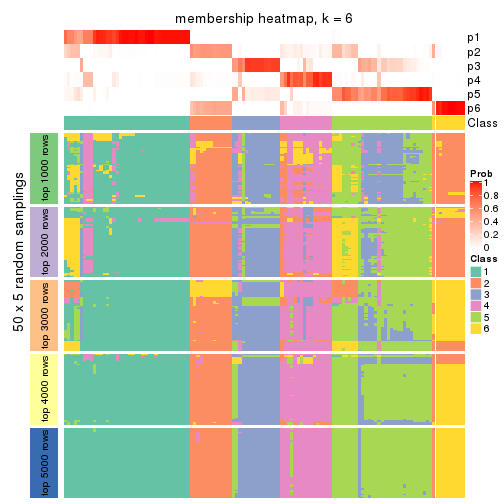 membership heatmap, k = 6
p1
p2
p3
p4
p5
p6
Class
50 x 5 random samplings
top 1000 rows
top 2000 rows
top 3000 rows
top 4000 rows
top 5000 rows
Prob
1
0.8
0.6
0.4
0.2
0
Class
1
2
3
4
5
6